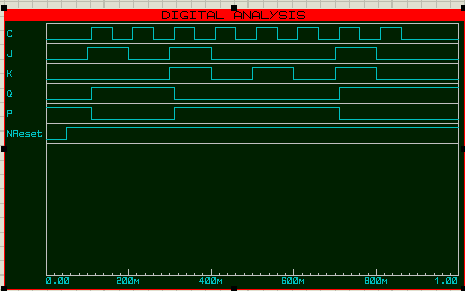 DIGITAL ANALYSIS
C
J
K
Q
P
NReset
0.00 200m 400m 600m 800m 1.00